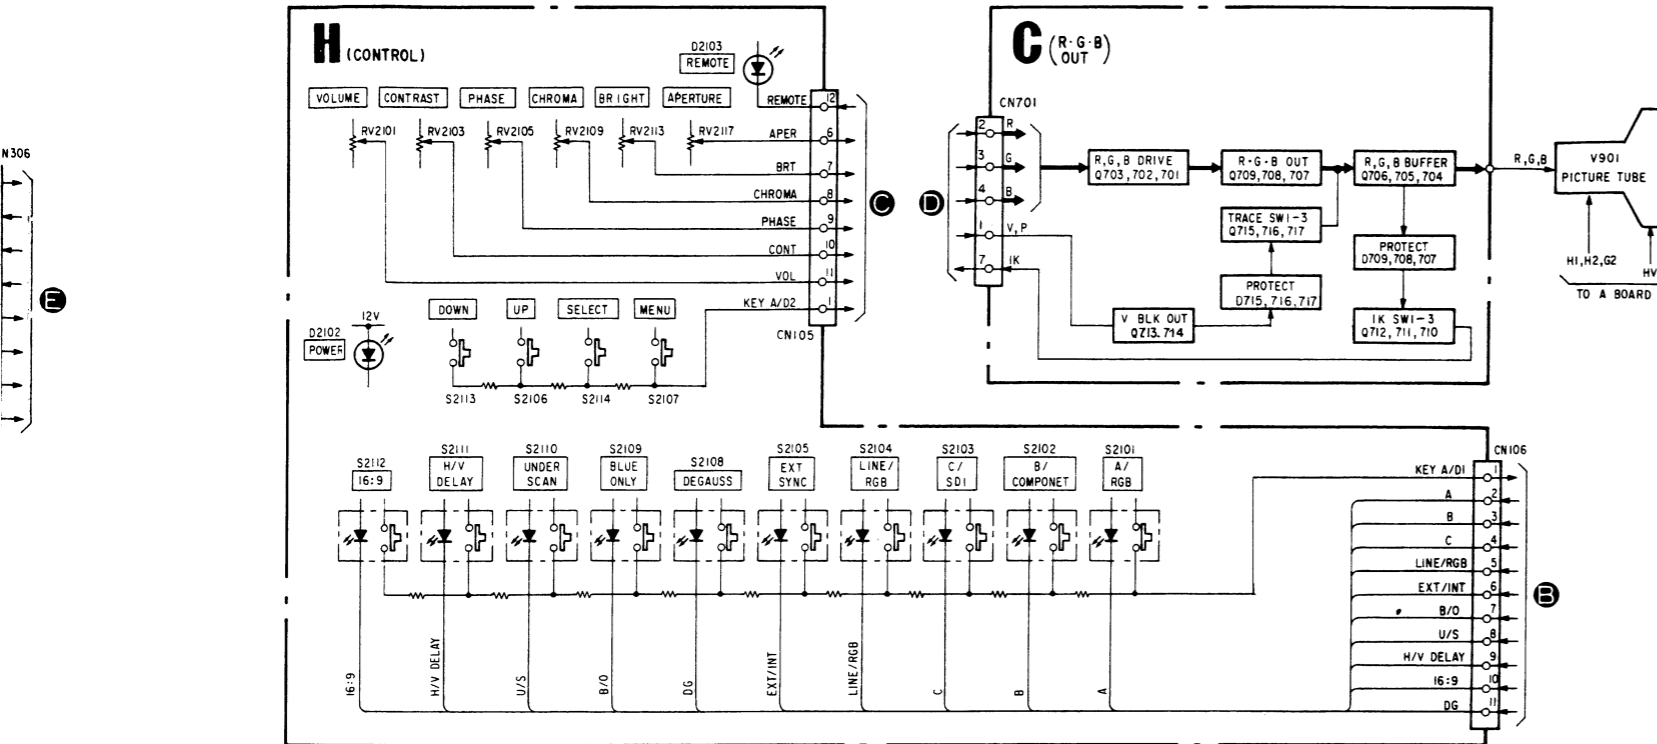 N306
E
H (CONTROL)
D2103
REMOTE
VOLUME CONTRAST PHASE CHROMA BRIGHT APERTURE
RV2101 RV2103 RV2105 RV2109 RV2113 RV2117
REMOTE 12
APER 6
BRT 7
CHROMA 8
PHASE 9
CONT 10
VOL 11
KEY A/D2 1
CN105
C
12V
D2102
POWER
DOWN UP SELECT MENU
S2113 S2106 S2114 S2107
C (R·G·B)
OUT
CN701
D
2 R
3 G
4 B
1 V,P
7 IK
R,G,B DRIVE
Q703,702,701
R·G·B OUT
Q709,708,707
R,G,B BUFFER
Q706,705,704
TRACE SW1-3
Q715,716,717
PROTECT
D715,716,717
V BLK OUT
Q713.714
PROTECT
D709,708,707
IK SW1-3
Q712,711,710
R,G,B
V901
PICTURE TUBE
H1,H2,G2
HV
TO A BOARD
S2112
16:9
S2111
H/V
DELAY
S2110
UNDER
SCAN
S2109
BLUE
ONLY
S2108
DEGAUSS
S2105
EXT
SYNC
S2104
LINE/
RGB
S2103
C/
SDI
S2102
B/
COMPONET
S2101
A/
RGB
16:9 H/V DELAY U/S B/O DG EXT/INT LINE/RGB C B A
CN106
KEY A/D1 1
A 2
B 3
C 4
LINE/RGB 5
EXT/INT 6
B/O 7
U/S 8
H/V DELAY 9
16:9 10
DG 11
B